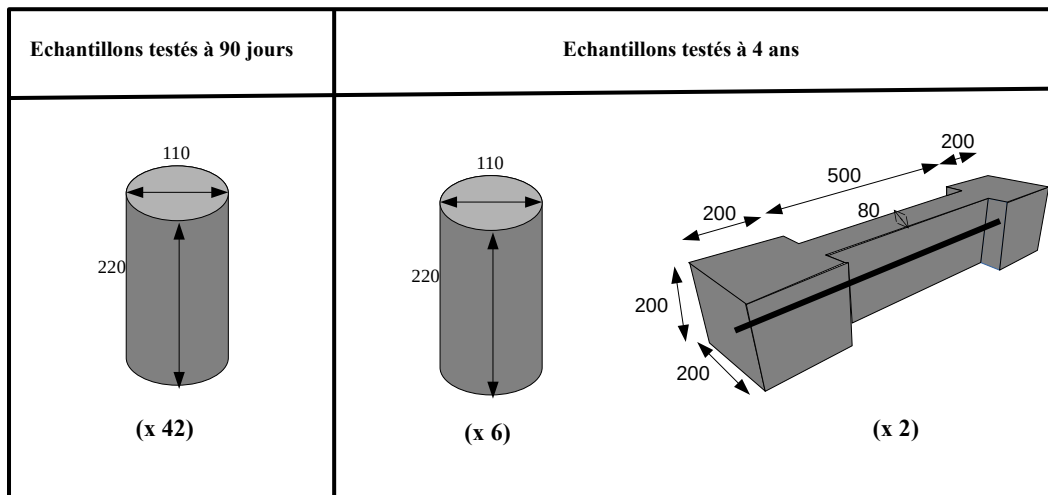 Echantillons testés à 90 jours
Echantillons testés à 4 ans
110
220
(x 42)
110
220
(x 6)
200
500
200
80
200
200
(x 2)